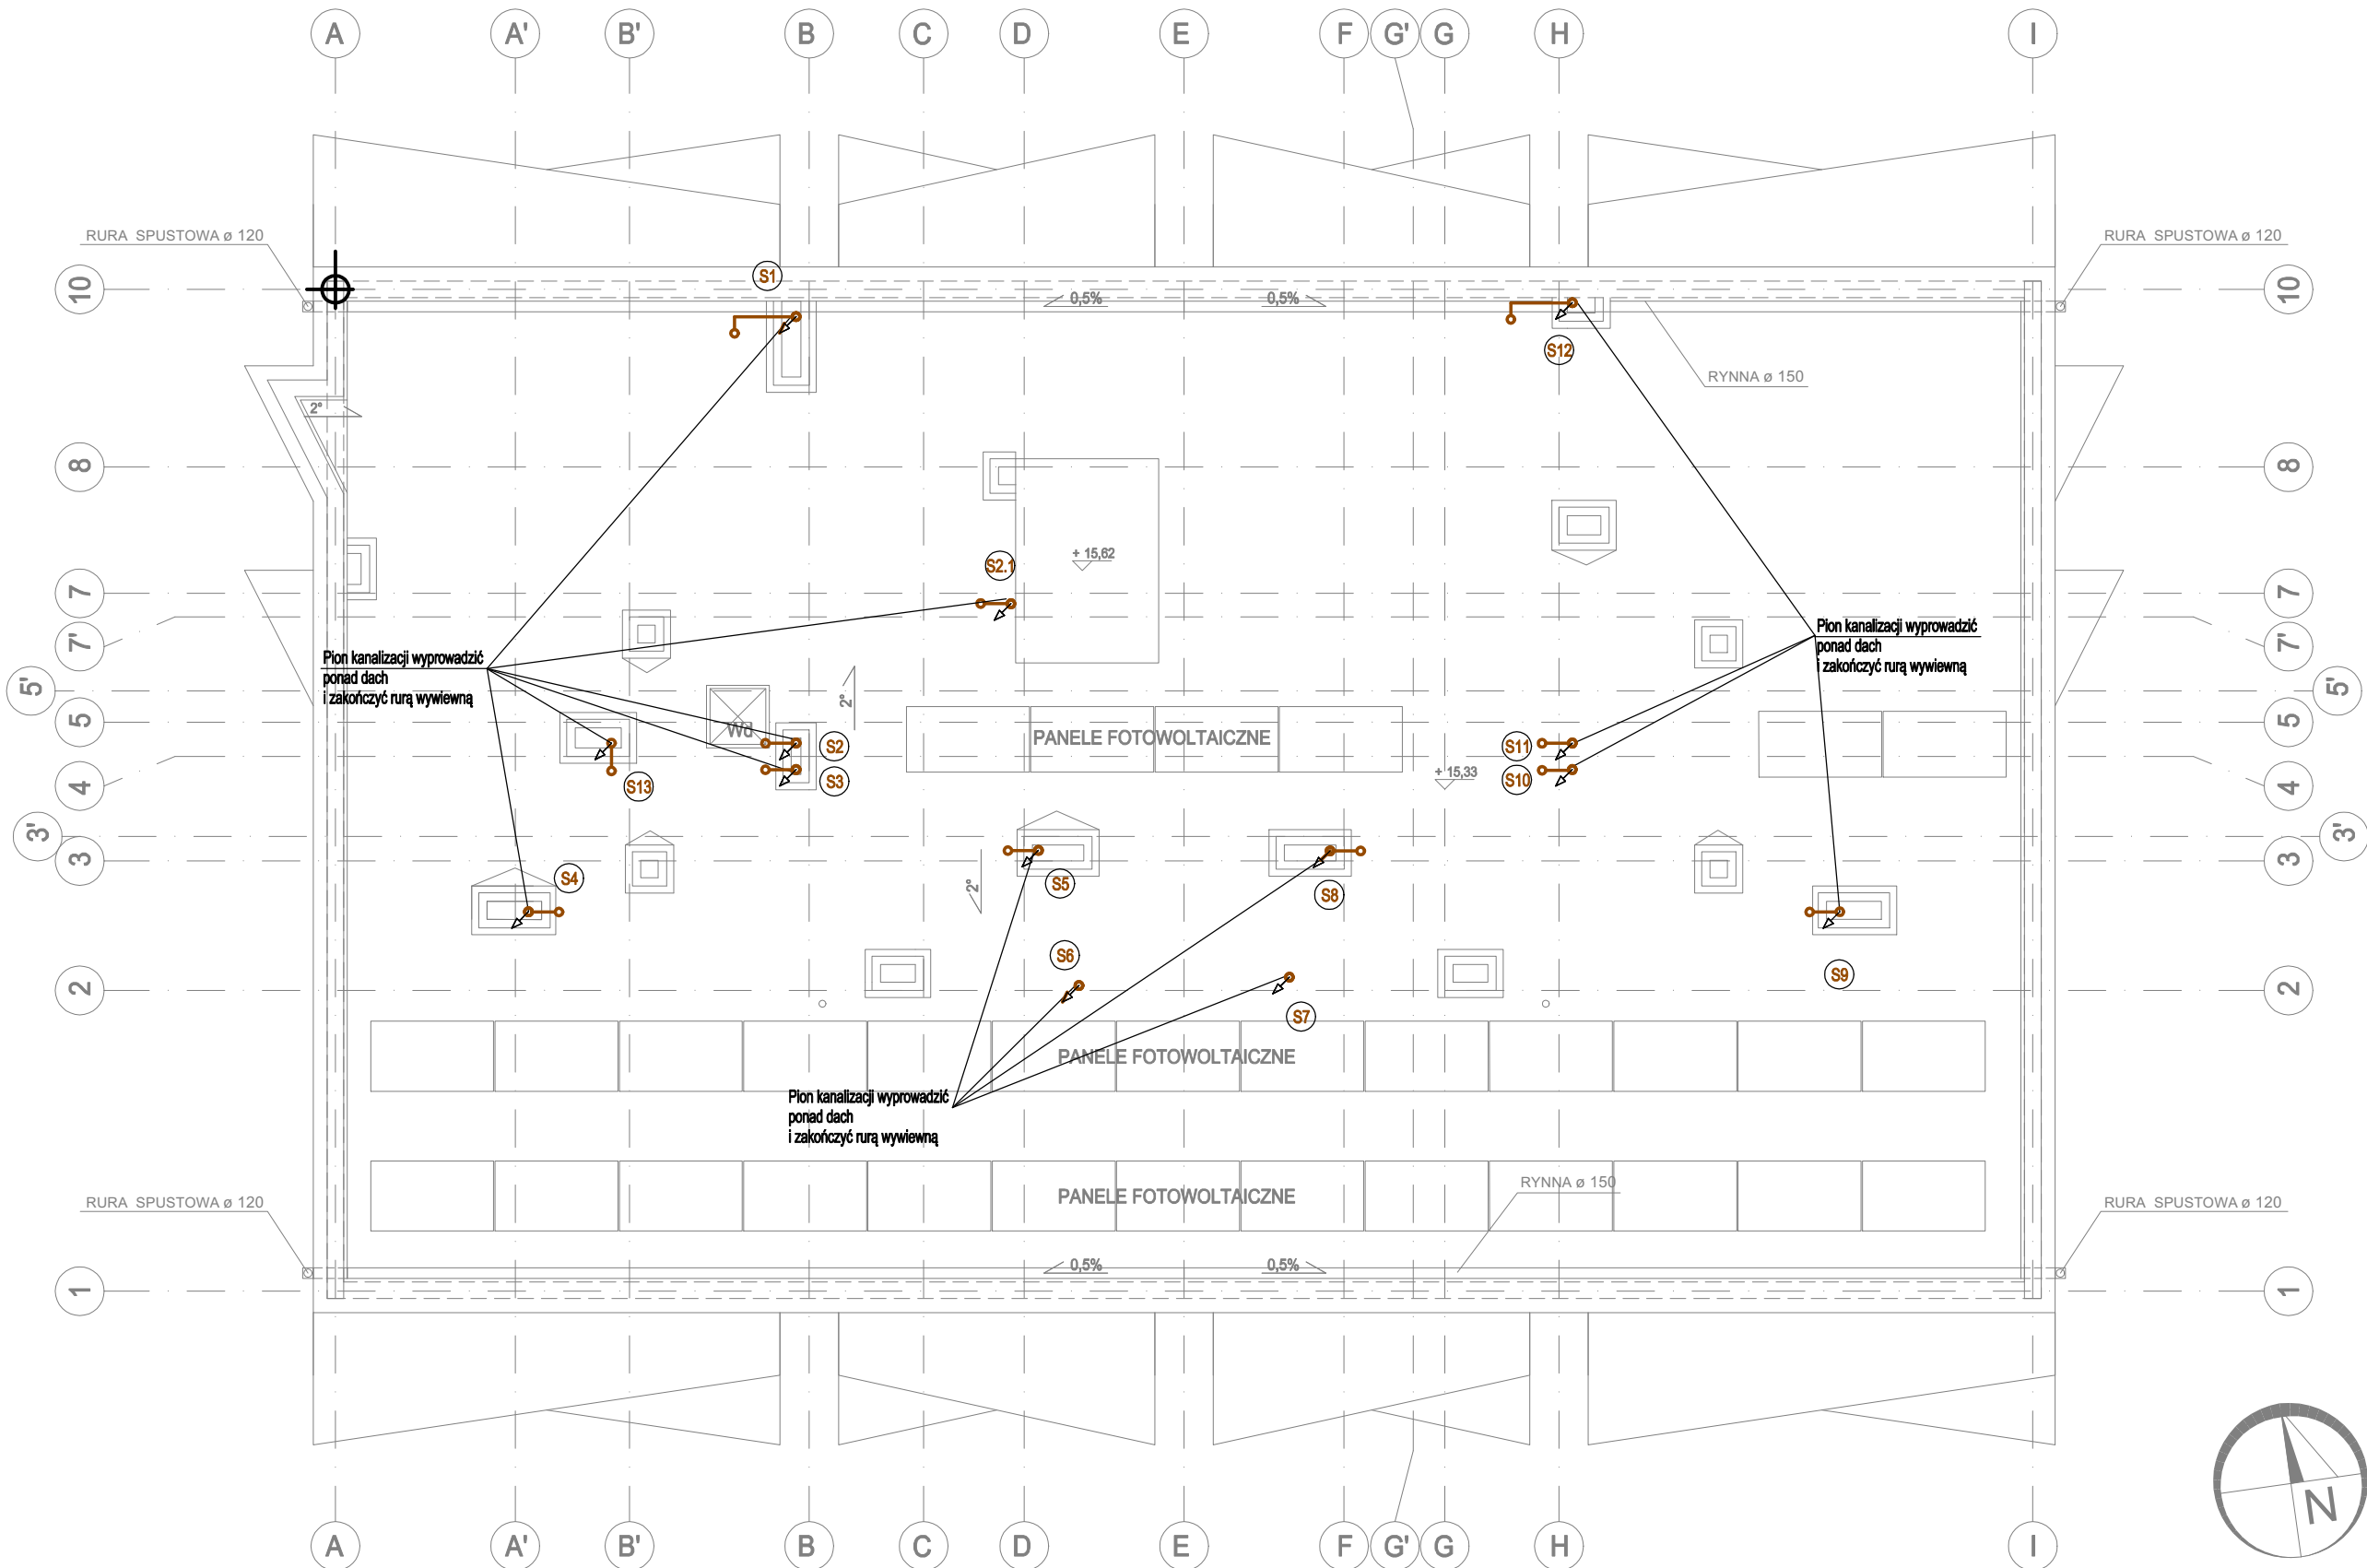 A A' B' B C D E F G' G H I
RURA SPUSTOWA ø 120
RURA SPUSTOWA ø 120
S1
10
10
0,5%
0,5%
S12
RYNNA ø 150
2°
8
8
+ 15,62
S2.1
7
7
7'
7'
Pion kanalizacji wyprowadzić
ponad dach
i zakończyć rurą wywiewną
Pion kanalizacji wyprowadzić
ponad dach
i zakończyć rurą wywiewną
5'
5'
2°
5
5
Wd
PANELE FOTOWOLTAICZNE
S2
S11
S3
S10
S13
+ 15,33
4
4
3'
3'
3
3
S4
2°
S5
S8
S6
S9
2
2
S7
PANELE FOTOWOLTAICZNE
Pion kanalizacji wyprowadzić
ponad dach
i zakończyć rurą wywiewną
PANELE FOTOWOLTAICZNE
RYNNA ø 150
RURA SPUSTOWA ø 120
RURA SPUSTOWA ø 120
0,5%
0,5%
1
1
N
A A' B' B C D E F G' G H I